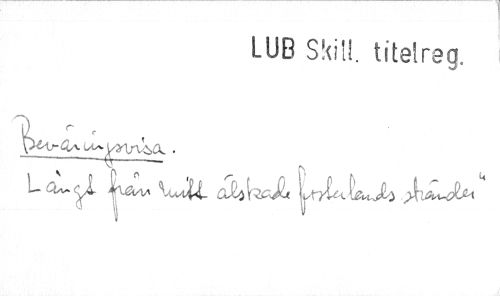 LUB Skill. titelreg.
Beväringsvisa.
Långt från mitt älskade fosterlands stränder"